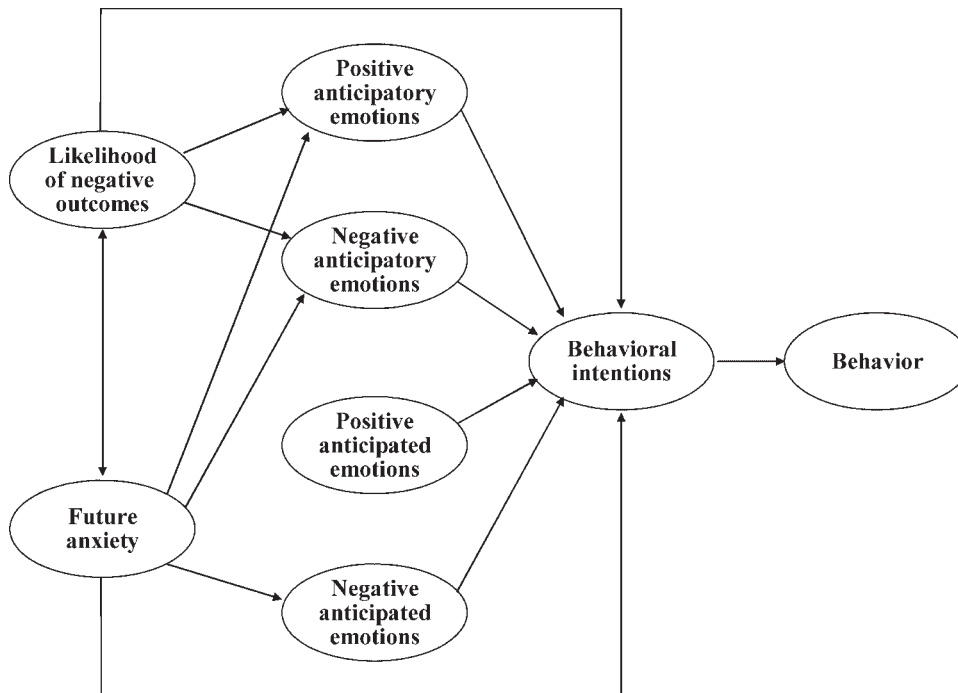 Positive
anticipatory
emotions
Likelihood
of negative
outcomes
Negative
anticipatory
emotions
Behavioral
intentions
Behavior
Positive
anticipated
emotions
Future
anxiety
Negative
anticipated
emotions